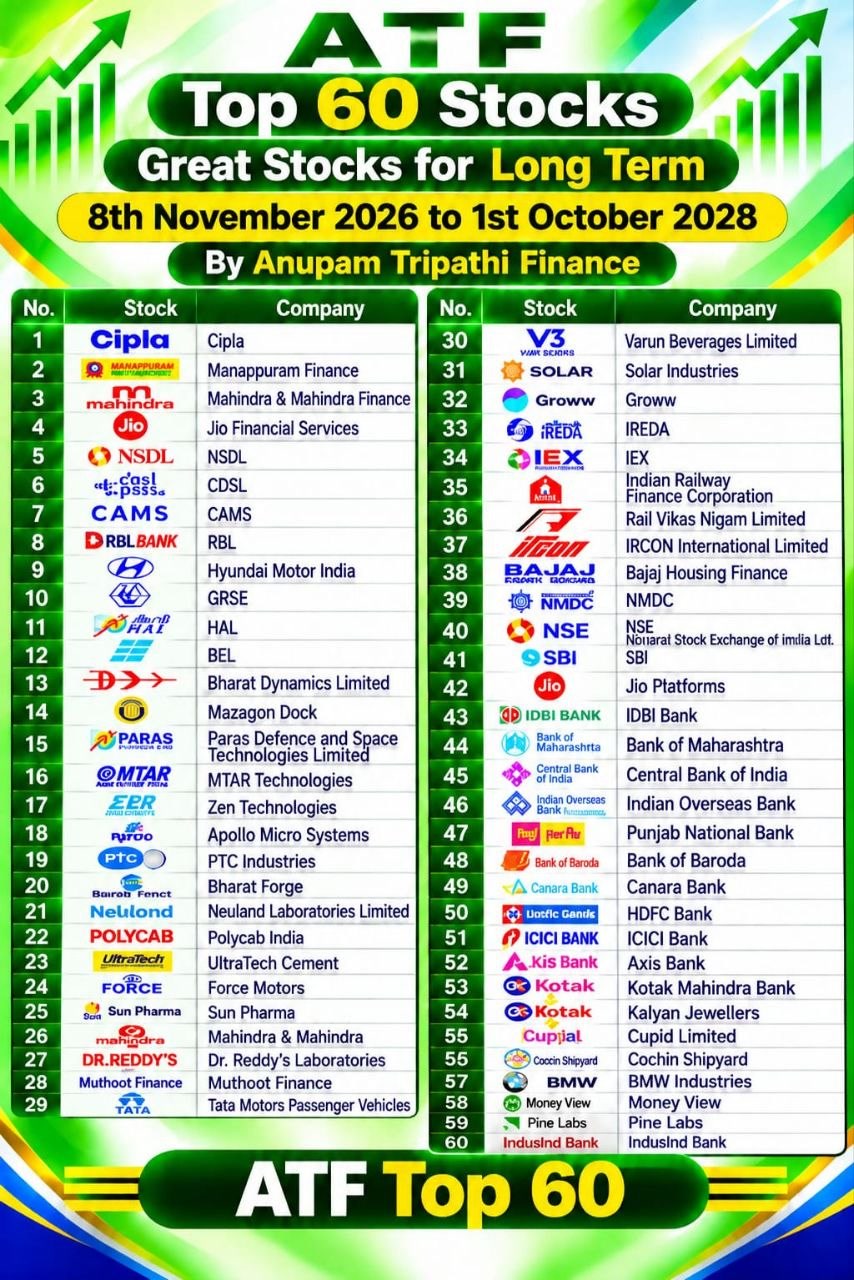 ATF
Top 60 Stocks
Great Stocks for Long Term
8th November 2026 to 1st October 2028
By Anupam Tripathi Finance
No. Stock Company
1 Cipla Cipla
2 MANAPPURAM Manappuram Finance
3 mahindra Mahindra & Mahindra Finance
4 Jio Jio Financial Services
5 NSDL NSDL
6 CDSL
7 CAMS CAMS
8 RBL BANK RBL
9 Hyundai Motor India
10 GRSE
11 HAL HAL
12 BEL
13 Bharat Dynamics Limited
14 Mazagon Dock
15 PARAS Paras Defence and Space
Technologies Limited
16 MTAR MTAR Technologies
17 Zen Technologies
18 Apollo Micro Systems
19 PTC PTC Industries
20 Bharat Forge
21 Neulond Neuland Laboratories Limited
22 POLYCAB Polycab India
23 UltraTech UltraTech Cement
24 FORCE Force Motors
25 Sun Pharma Sun Pharma
26 mahindra Mahindra & Mahindra
27 DR.REDDY'S Dr. Reddy's Laboratories
28 Muthoot Finance Muthoot Finance
29 TATA Tata Motors Passenger Vehicles
No. Stock Company
30 V3 Varun Beverages Limited
31 SOLAR Solar Industries
32 Groww Groww
33 IREDA IREDA
34 IEX IEX
35 Indian Railway
Finance Corporation
36 Rail Vikas Nigam Limited
37 ircon IRCON International Limited
38 BAJAJ Bajaj Housing Finance
39 NMDC NMDC
40 NSE NSE
Stock Exchange of Ldt.
41 SBI SBI
42 Jio Jio Ptatforms
43 IDBI BANK IDBI Bank
44 Bank of
Maharashtta Bank of Maharashtra
45 Central Bank
of India Central Bank of India
46 Indian Overseas
Bank Indian Overseas Bank
47 Punjab National Bank
48 Bank of Baroda Bank of Baroda
49 Canara Bank Canara Bank
50 HDFC Bank
51 ICICI BANK ICICI Bank
52 .Kis Bank Axis Bank
53 Kotak Kotak Mahindra Bank
54 Kotak Kalyan Jewellers
55 Cupid Limited
55 Shipyard Cochin Shipyard
57 BMW BMW Industries
58 Money View Money View
59 Pine Labs Pine Labs
60 IndusInd Bank IndusInd Bank
ATF Top 60